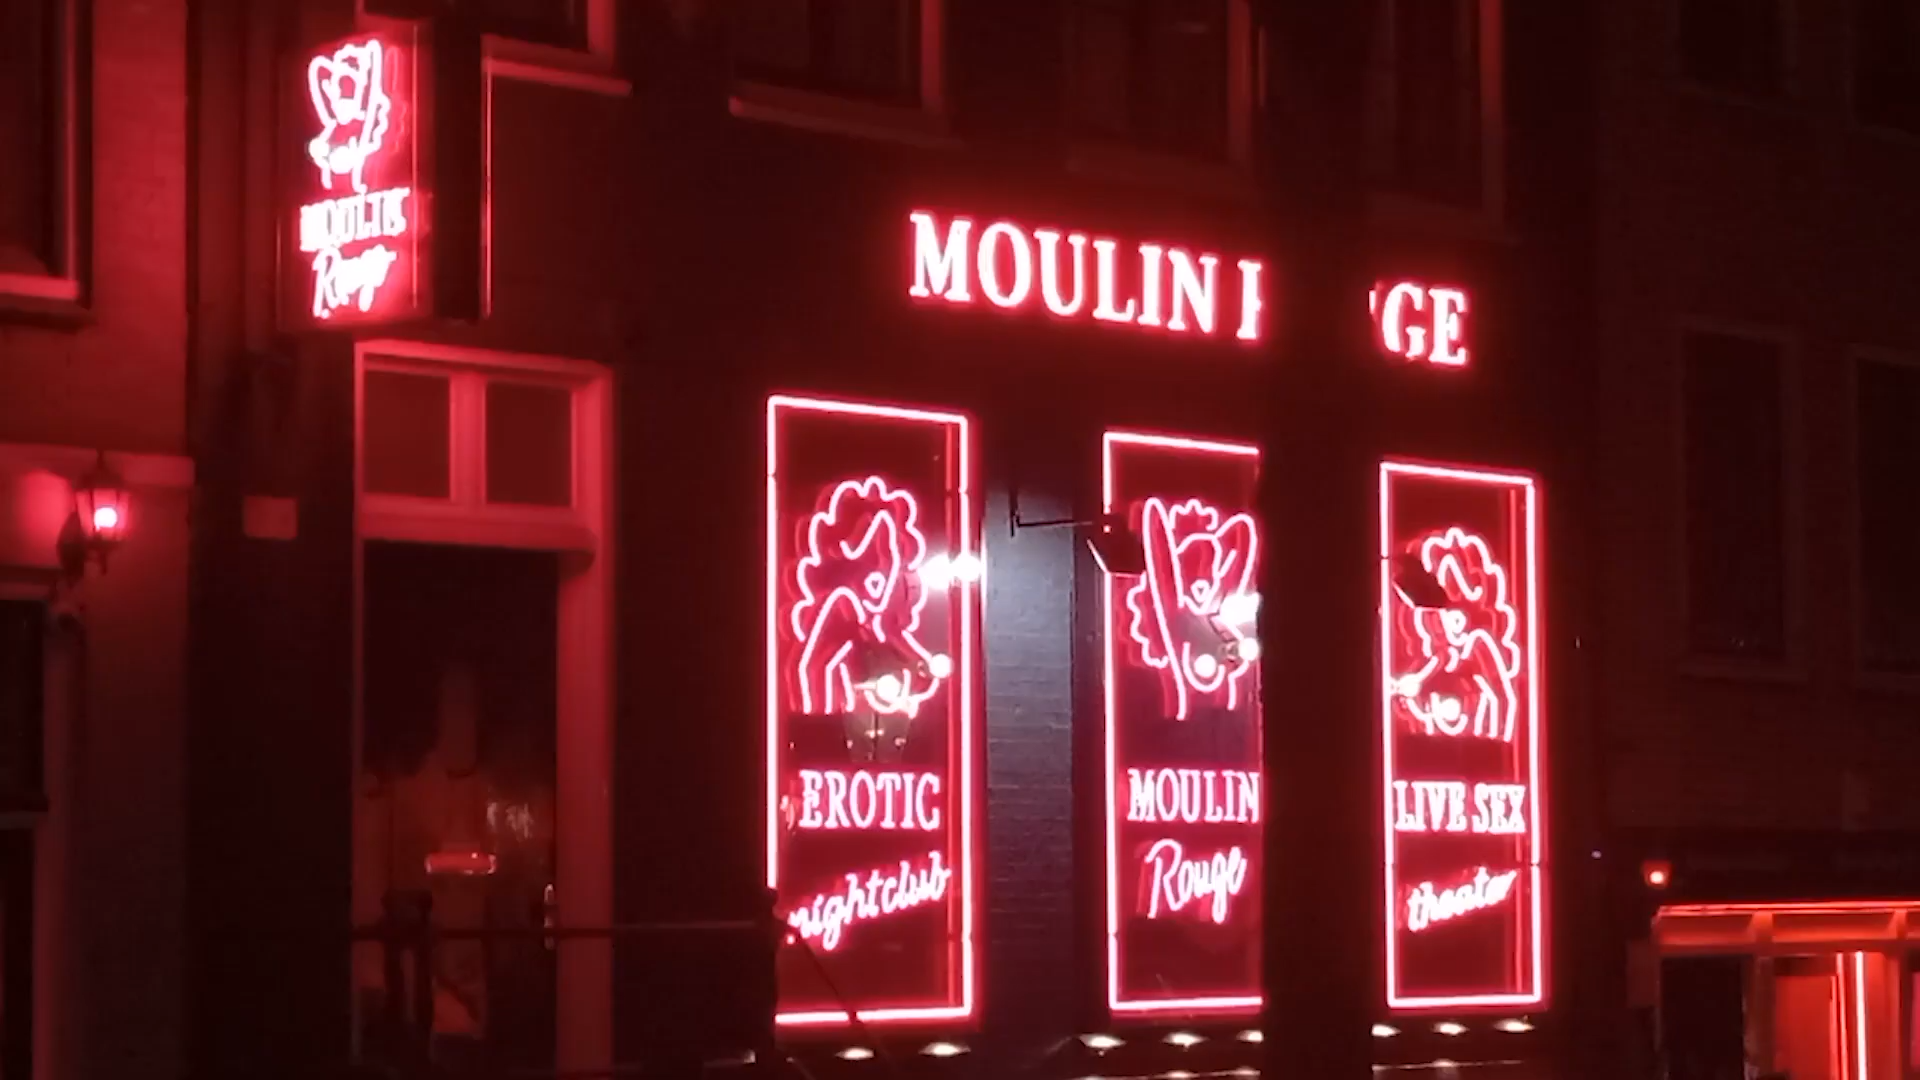 MOULIN
Rouge
MOULIN GE
EROTIC
nightclub
MOULIN
Rouge
LIVE SEX
theater